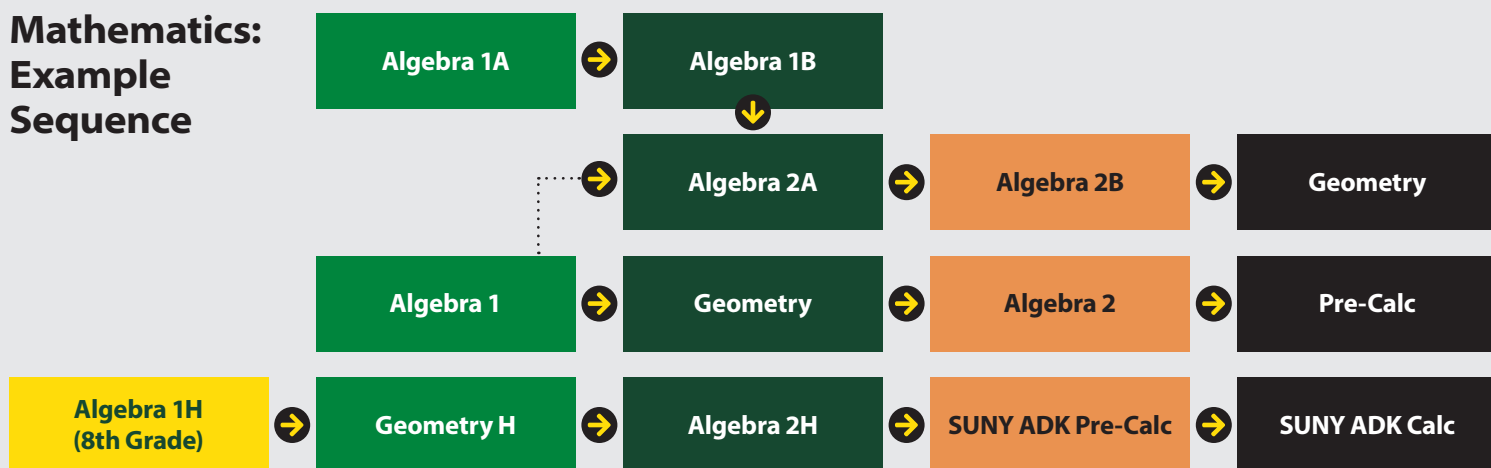 Mathematics:
Example
Sequence
Algebra 1A
Algebra 1B
Algebra 2A
Algebra 2B
Geometry
Algebra 1
Geometry
Algebra 2
Pre-Calc
Algebra 1H
(8th Grade)
Geometry H
Algebra 2H
SUNY ADK Pre-Calc
SUNY ADK Calc